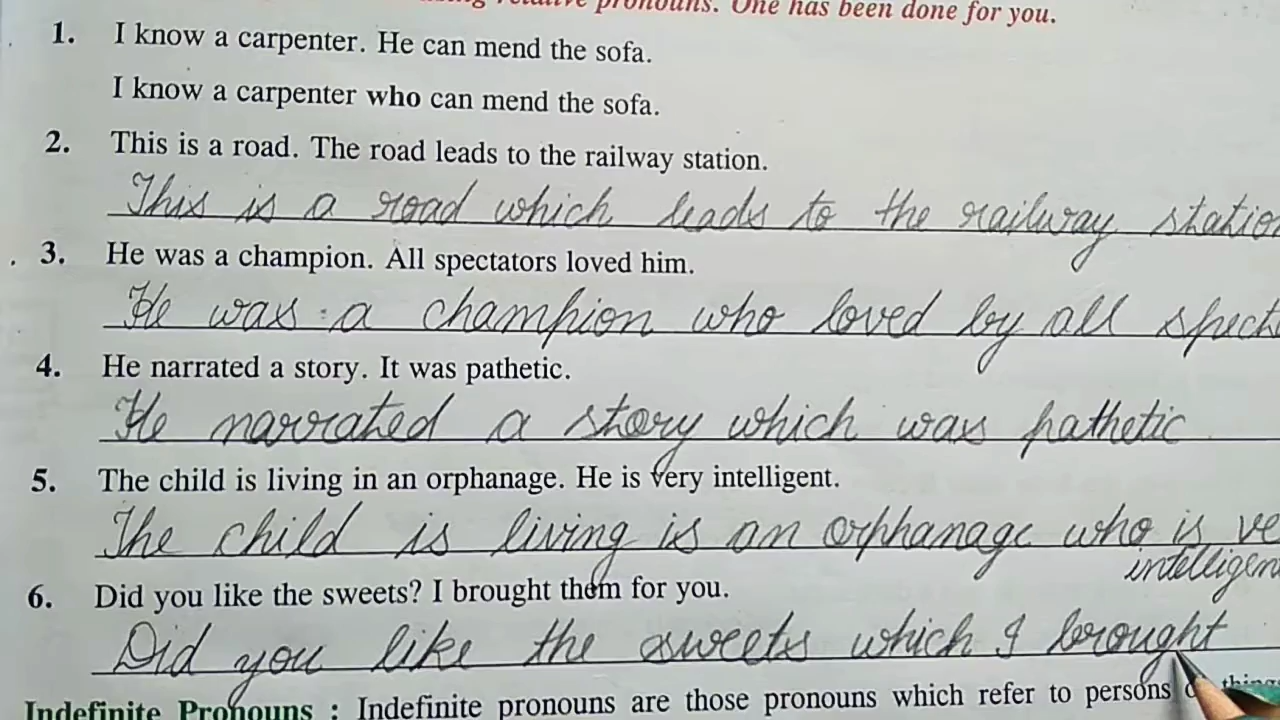 relative pronouns. One has been done for you.
1. I know a carpenter. He can mend the sofa.
I know a carpenter who can mend the sofa.
2. This is a road. The road leads to the railway station.
This is a road which leads to the railway station
3. He was a champion. All spectators loved him.
He was a champion who loved by all spect
4. He narrated a story. It was pathetic.
He narrated a story which was pathetic
5. The child is living in an orphanage. He is very intelligent.
The child is living is an orphanage who is ve
intelligen
6. Did you like the sweets? I brought them for you.
Did you like the sweets which I brought
Indefinite Pronouns : Indefinite pronouns are those pronouns which refer to persons